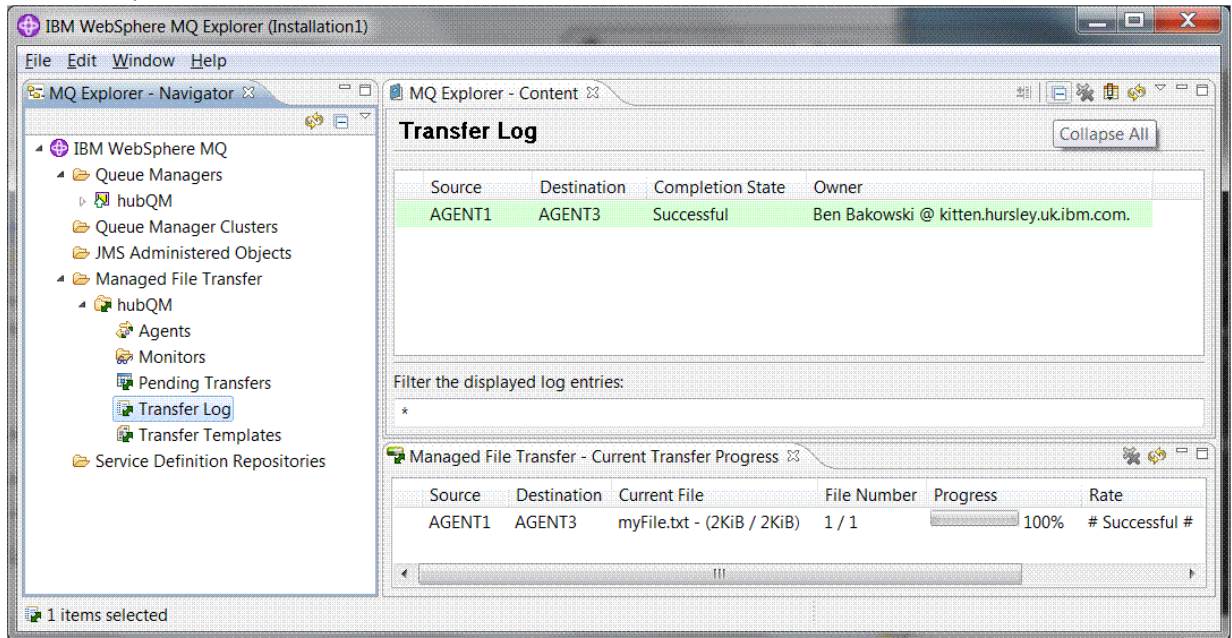 IBM WebSphere MQ Explorer (Installation1)
File Edit Window Help
MQ Explorer - Navigator
IBM WebSphere MQ
Queue Managers
hubQM
Queue Manager Clusters
JMS Administered Objects
Managed File Transfer
hubQM
Agents
Monitors
Pending Transfers
Transfer Log
Transfer Templates
Service Definition Repositories
MQ Explorer - Content
Transfer Log
Collapse All
Source Destination Completion State Owner
AGENT1 AGENT3 Successful Ben Bakowski @ kitten.hursley.uk.ibm.com.
Filter the displayed log entries:
*
Managed File Transfer - Current Transfer Progress
Source Destination Current File File Number Progress Rate
AGENT1 AGENT3 myFile.txt - (2KiB / 2KiB) 1 / 1 100% # Successful #
1 items selected